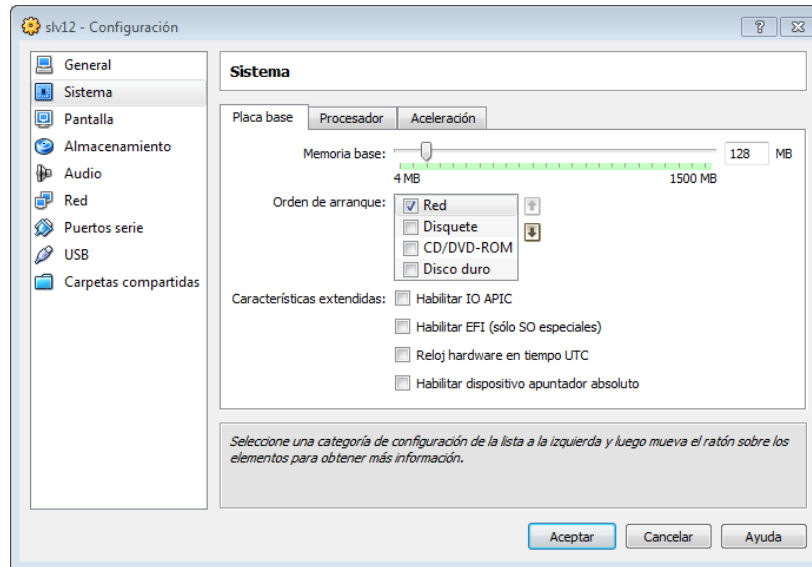 slv12 - Configuración
General
Sistema
Pantalla
Almacenamiento
Audio
Red
Puertos serie
USB
Carpetas compartidas
Sistema
Placa base Procesador Aceleración
Memoria base: 128 MB
4 MB 1500 MB
Orden de arranque: Red
Disquete
CD/DVD-ROM
Disco duro
Características extendidas: Habilitar IO APIC
Habilitar EFI (sólo SO especiales)
Reloj hardware en tiempo UTC
Habilitar dispositivo apuntador absoluto
Seleccione una categoría de configuración de la lista a la izquierda y luego mueva el ratón sobre los
elementos para obtener más información.
Aceptar Cancelar Ayuda